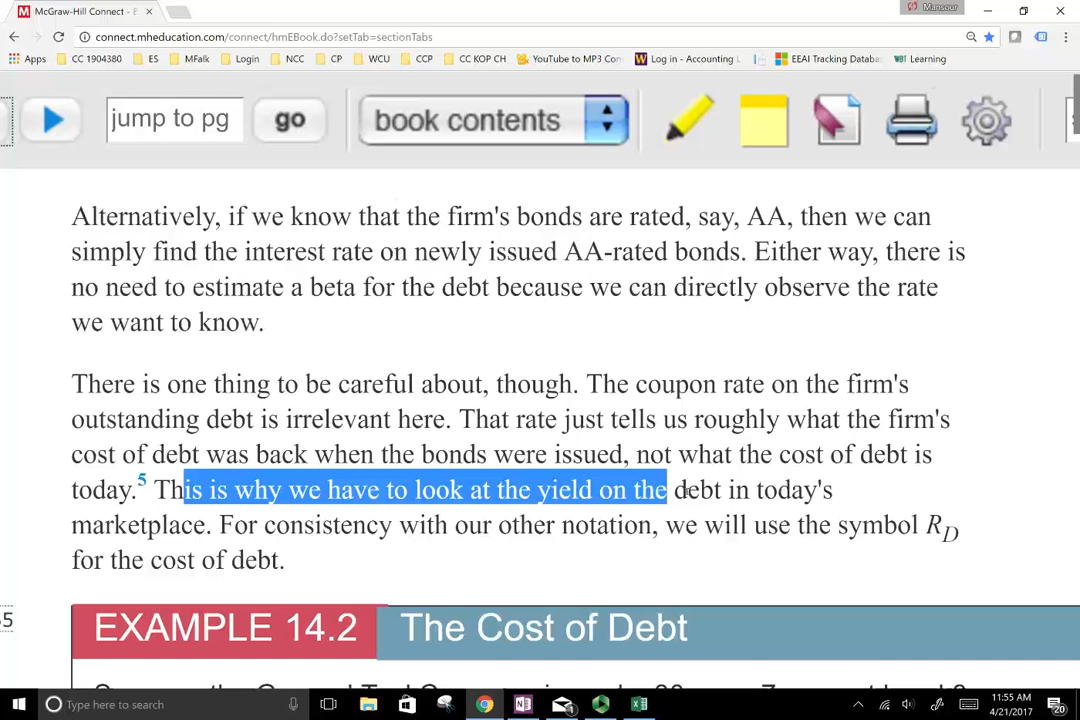 McGraw-Hill Connect - E
Mansour
connect.mheducation.com/connect/hmEBook.do?setTab=sectionTabs
Apps CC 1904380 ES MFalk Login NCC CP WCU CCP CC KOP CH YouTube to MP3 Con Log in - Accounting L EEAI Tracking Databa WBT Learning
jump to pg go book contents
Alternatively, if we know that the firm's bonds are rated, say, AA, then we can
simply find the interest rate on newly issued AA-rated bonds. Either way, there is
no need to estimate a beta for the debt because we can directly observe the rate
we want to know.
There is one thing to be careful about, though. The coupon rate on the firm's
outstanding debt is irrelevant here. That rate just tells us roughly what the firm's
cost of debt was back when the bonds were issued, not what the cost of debt is
today.5 This is why we have to look at the yield on the debt in today's
marketplace. For consistency with our other notation, we will use the symbol RD
for the cost of debt.
EXAMPLE 14.2 The Cost of Debt
Type here to search
11:55 AM
4/21/2017
20